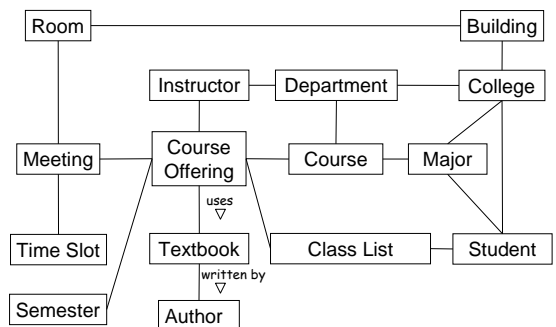 Room
Building
Instructor
Department
College
Meeting
Course
Offering
Course
Major
uses
Time Slot
Textbook
Class List
Student
written by
Semester
Author